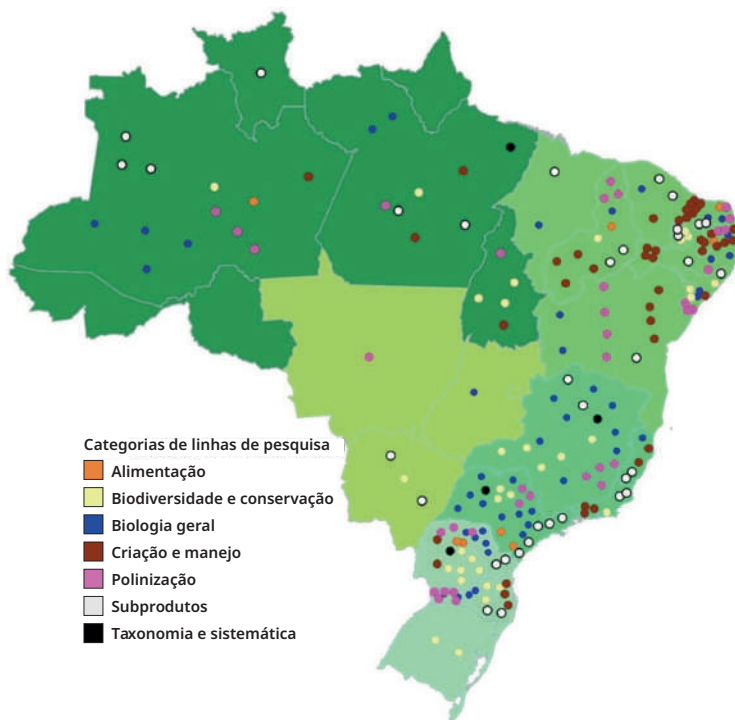 Categorias de linhas de pesquisa
Alimentação
Biodiversidade e conservação
Biologia geral
Criação e manejo
Polinização
Subprodutos
Taxonomia e sistemática